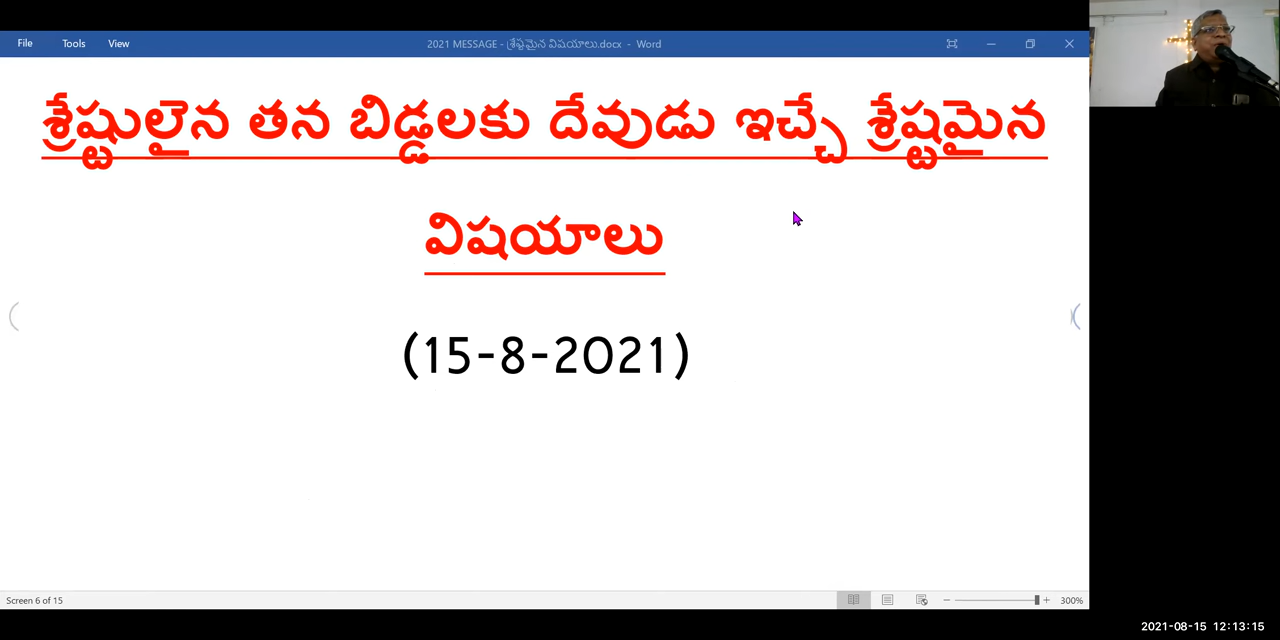 File Tools View 2021 MESSAGE - శ్రేష్టమైన విషయాలు.docx - Word
శ్రేష్టులైన తన బిడ్డలకు దేవుడు ఇచ్చే శ్రేష్టమైన
విషయాలు
(15-8-2021)
Screen 6 of 15 300%
2021-08-15 12:13:15